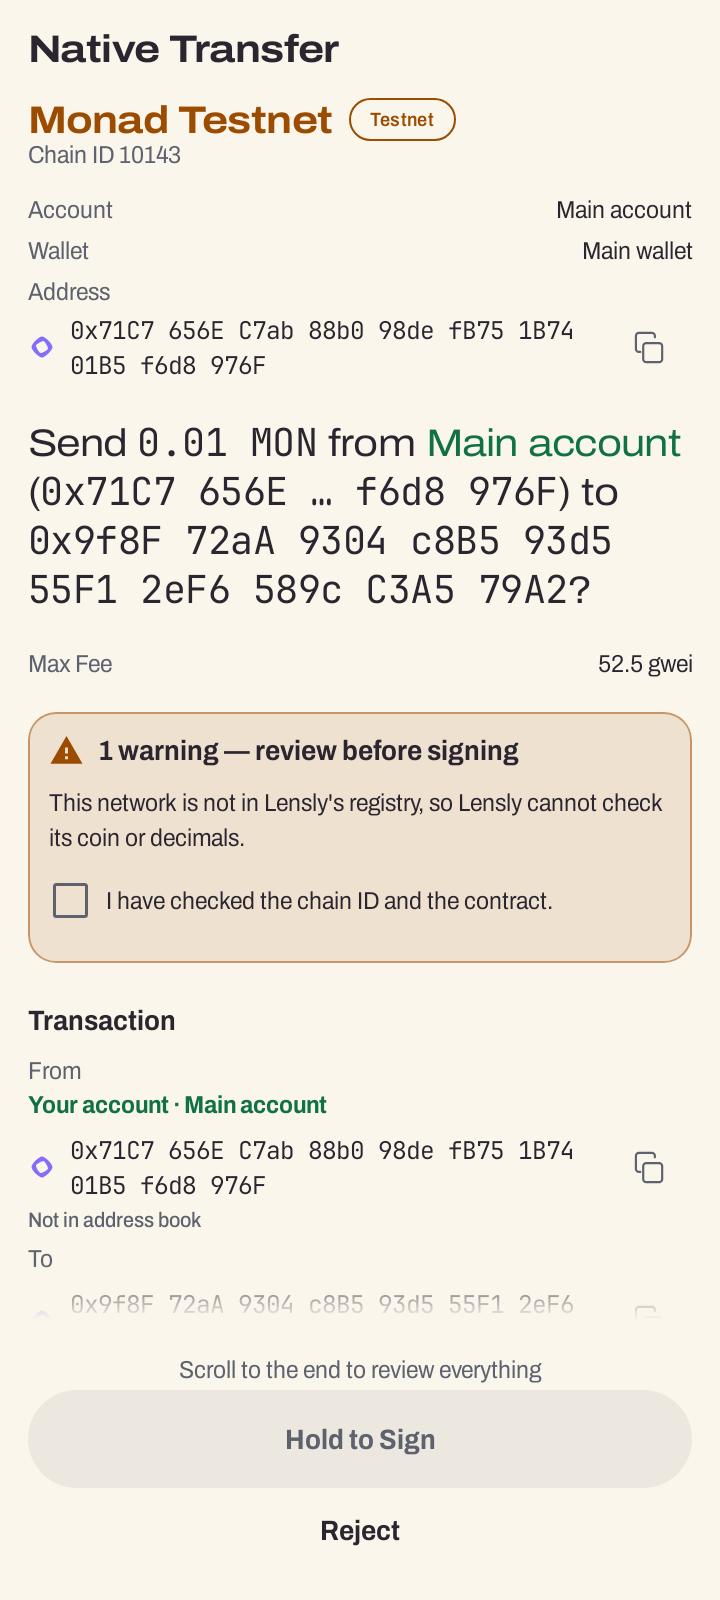 Native Transfer
Monad Testnet Testnet
Chain ID 10143
Account Main account
Wallet Main wallet
Address
0x71C7 656E C7ab 88b0 98de fB75 1B74
01B5 f6d8 976F
Send 0.01 MON from Main account
(0x71C7 656E … f6d8 976F) to
0x9f8F 72aA 9304 c8B5 93d5
55F1 2eF6 589c C3A5 79A2?
Max Fee 52.5 gwei
1 warning — review before signing
This network is not in Lensly's registry, so Lensly cannot check
its coin or decimals.
I have checked the chain ID and the contract.
Transaction
From
Your account · Main account
0x71C7 656E C7ab 88b0 98de fB75 1B74
01B5 f6d8 976F
Not in address book
To
0x9f8F 72aA 9304 c8B5 93d5 55F1 2eF6
Scroll to the end to review everything
Hold to Sign
Reject